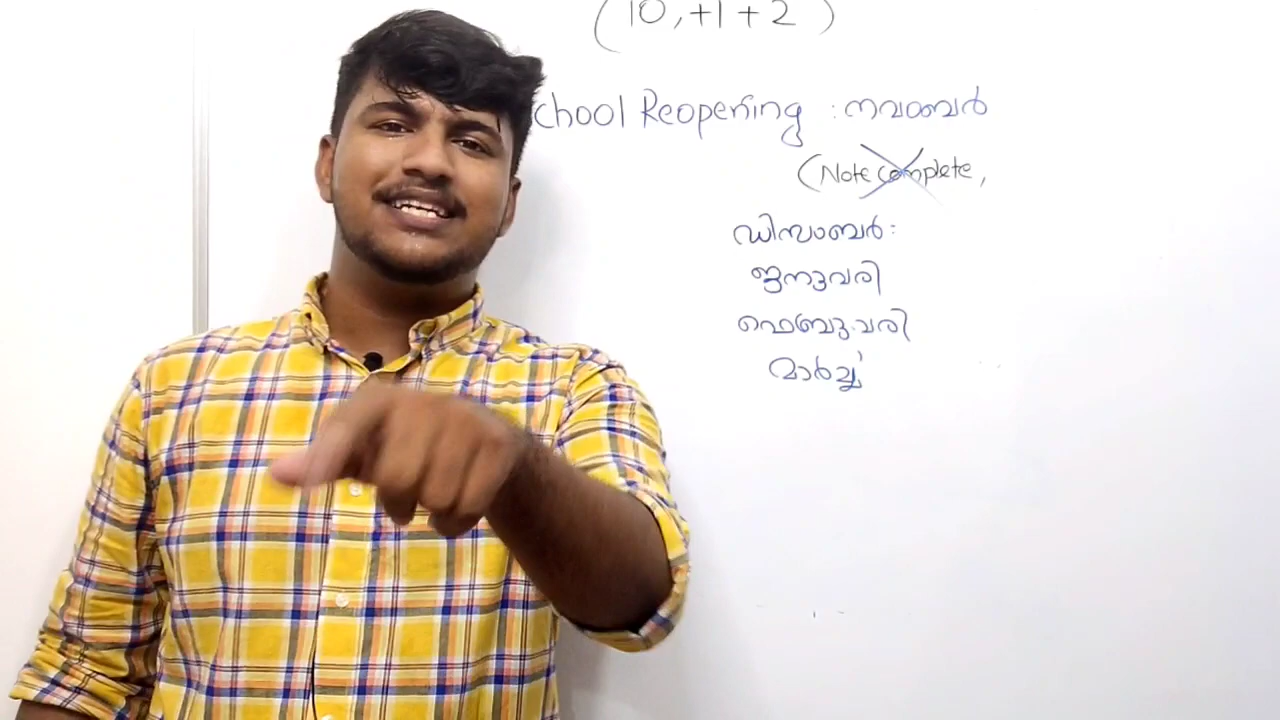 (10, +1 +2)
chool Reopening : നവംബർ
(Note complete,
ഡിസംബർ:
ജനുവരി
ഫെബ്രുവരി
മാർച്ച്